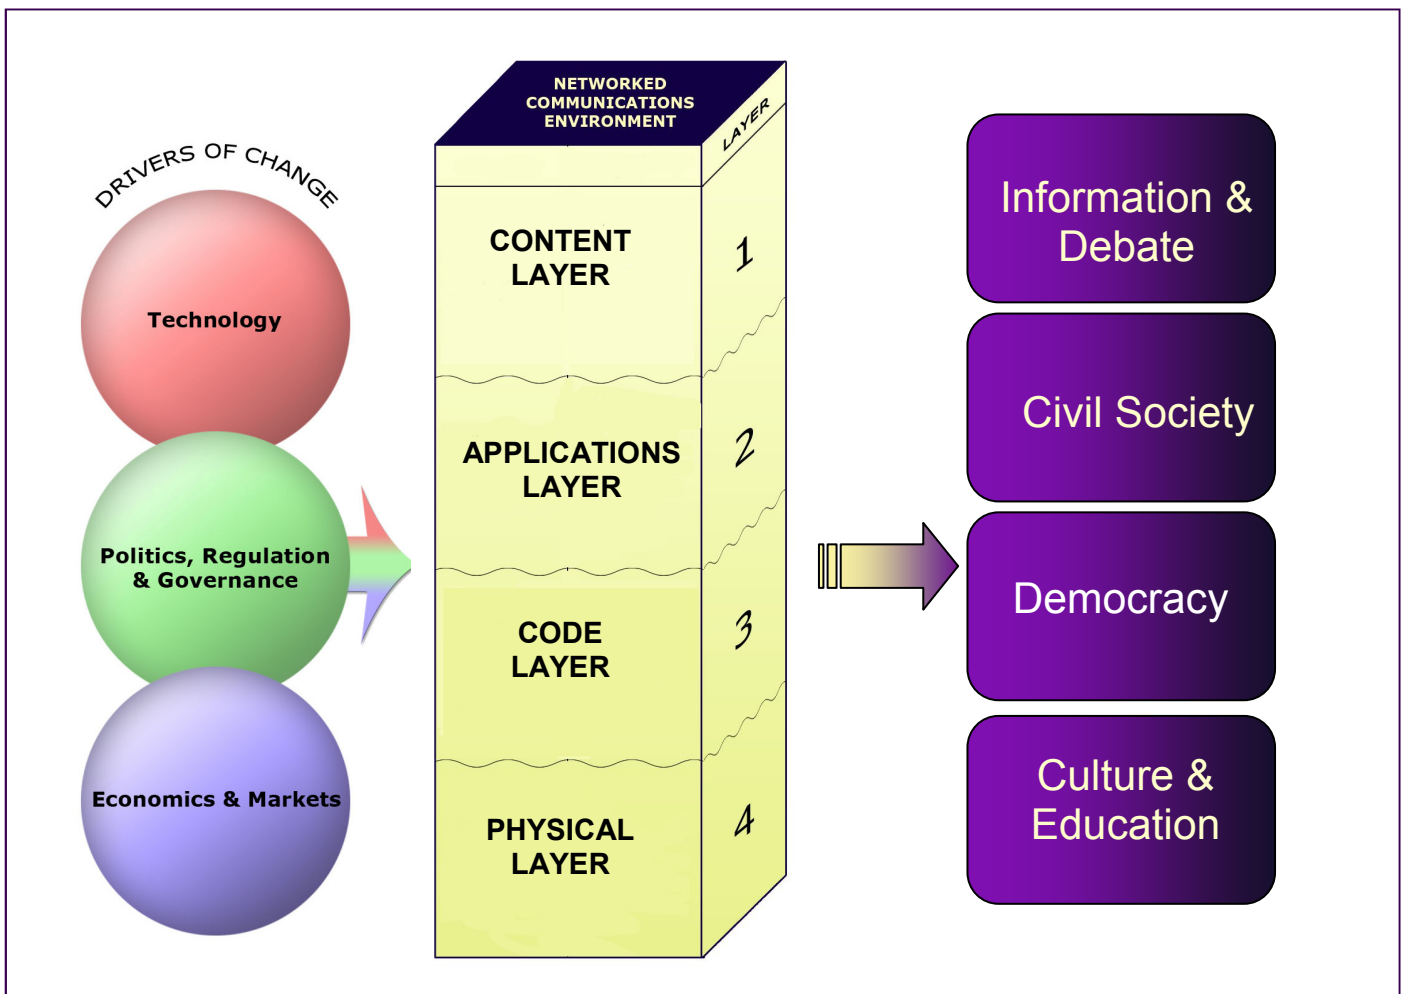 DRIVERS OF CHANGE
Technology
Politics, Regulation
& Governance
Economics & Markets
NETWORKED
COMMUNICATIONS
ENVIRONMENT
LAYER
CONTENT
LAYER
1
APPLICATIONS
LAYER
2
CODE
LAYER
3
PHYSICAL
LAYER
4
Information &
Debate
Civil Society
Democracy
Culture &
Education